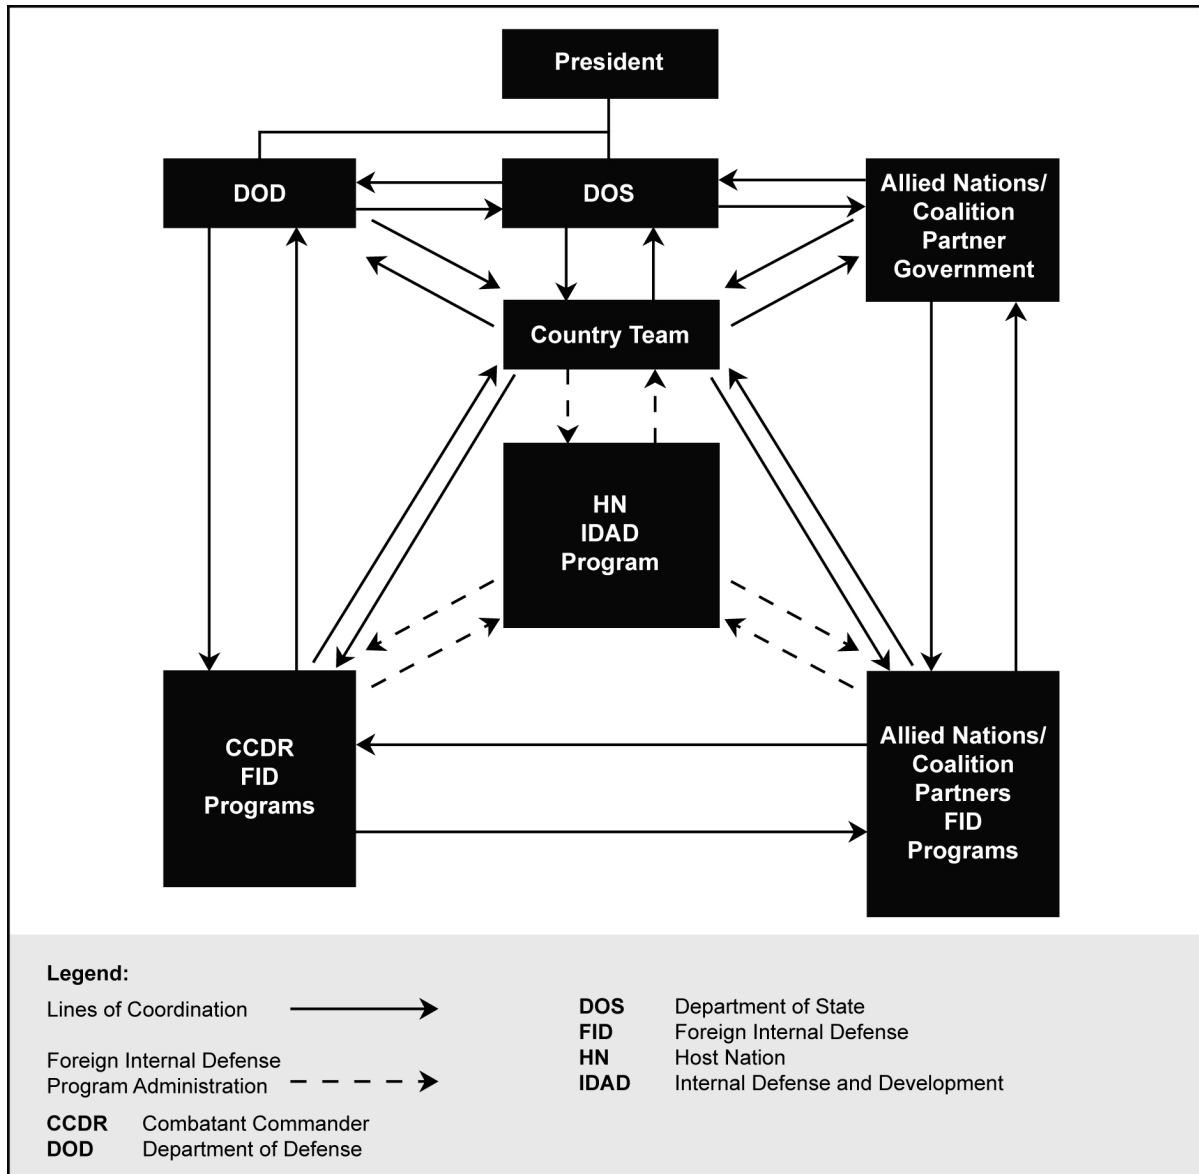 President
DOD
DOS
Allied Nations/
Coalition
Partner
Government
Country Team
HN
IDAD
Program
CCDR
FID
Programs
Allied Nations/
Coalition
Partners
FID
Programs
Legend:
Lines of Coordination
Foreign Internal Defense
Program Administration
CCDR Combatant Commander
DOD Department of Defense
DOS Department of State
FID Foreign Internal Defense
HN Host Nation
IDAD Internal Defense and Development